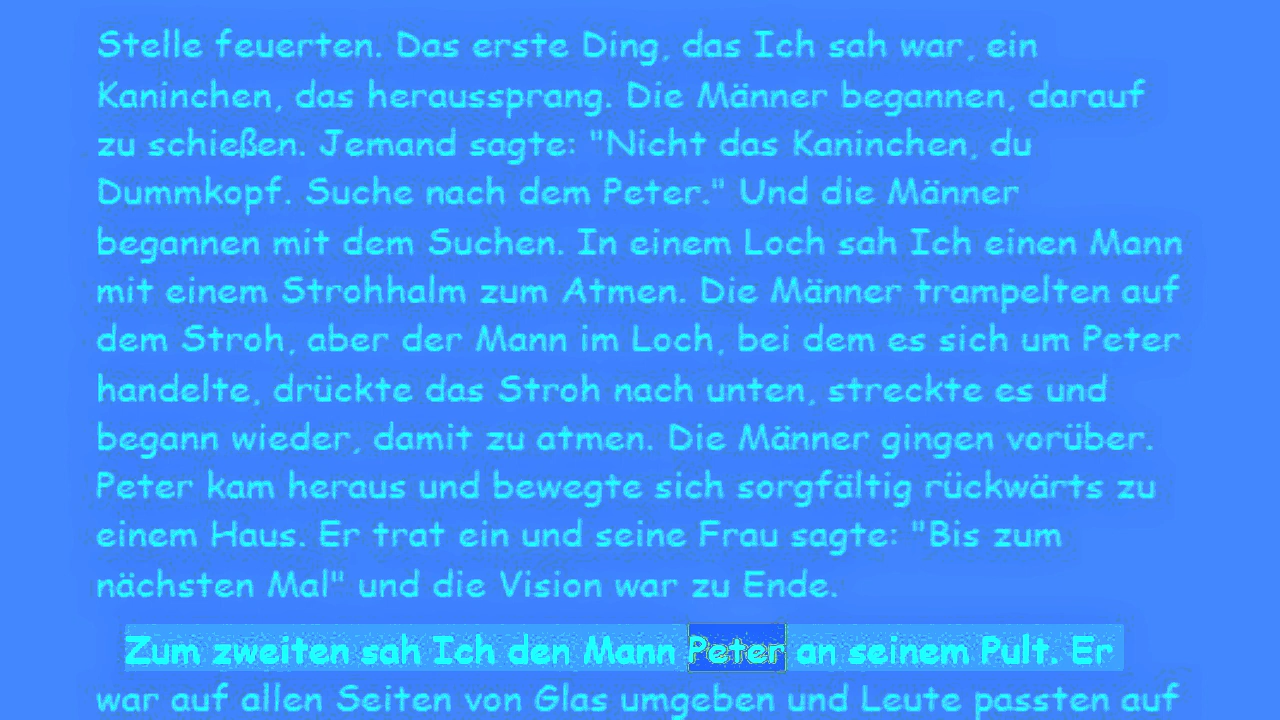 Stelle feuerten. Das erste Ding, das Ich sah war, ein
Kaninchen, das heraussprang. Die Männer begannen, darauf
zu schießen. Jemand sagte: "Nicht das Kaninchen, du
Dummkopf. Suche nach dem Peter." Und die Männer
begannen mit dem Suchen. In einem Loch sah Ich einen Mann
mit einem Strohhalm zum Atmen. Die Männer trampelten auf
dem Stroh, aber der Mann im Loch, bei dem es sich um Peter
handelte, drückte das Stroh nach unten, streckte es und
begann wieder, damit zu atmen. Die Männer gingen vorüber.
Peter kam heraus und bewegte sich sorgfältig rückwärts zu
einem Haus. Er trat ein und seine Frau sagte: "Bis zum
nächsten Mal" und die Vision war zu Ende.
Zum zweiten sah Ich den Mann Peter an seinem Pult. Er
war auf allen Seiten von Glas umgeben und Leute passten auf